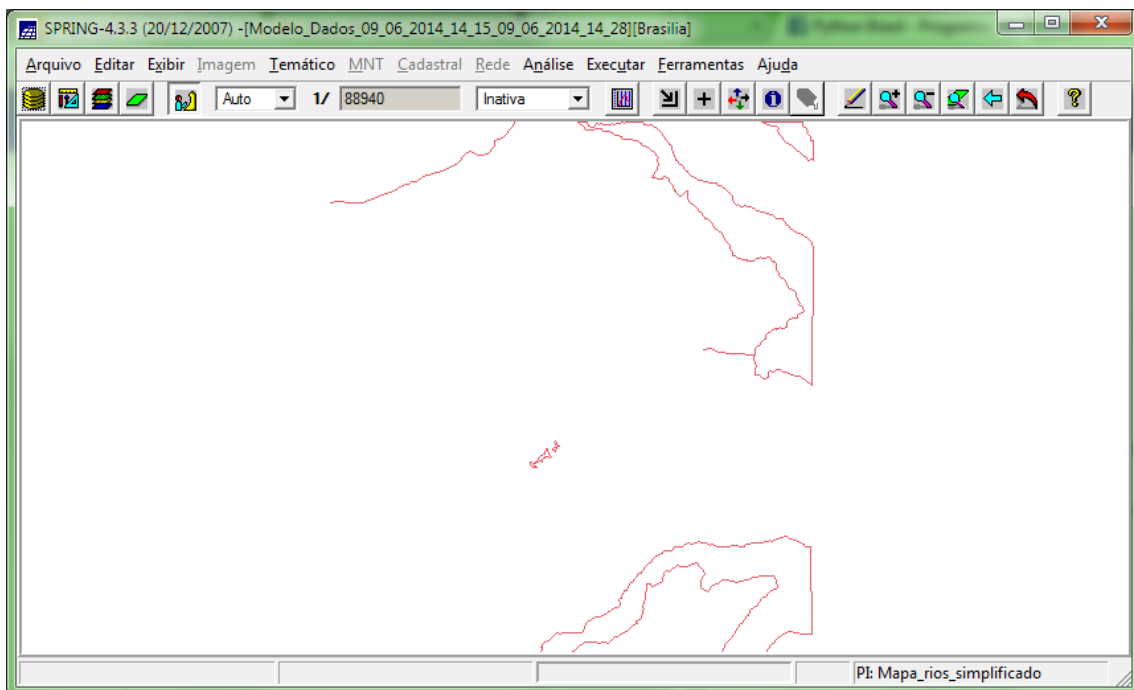 SPRING-4.3.3 (20/12/2007) -[Modelo_Dados_09_06_2014_14_15_09_06_2014_14_28][Brasilia]
Arquivo Editar Exibir Imagem Temático MNT Cadastral Rede Análise Executar Ferramentas Ajuda
Auto 1/ 88940 Inativa
PI: Mapa_rios_simplificado